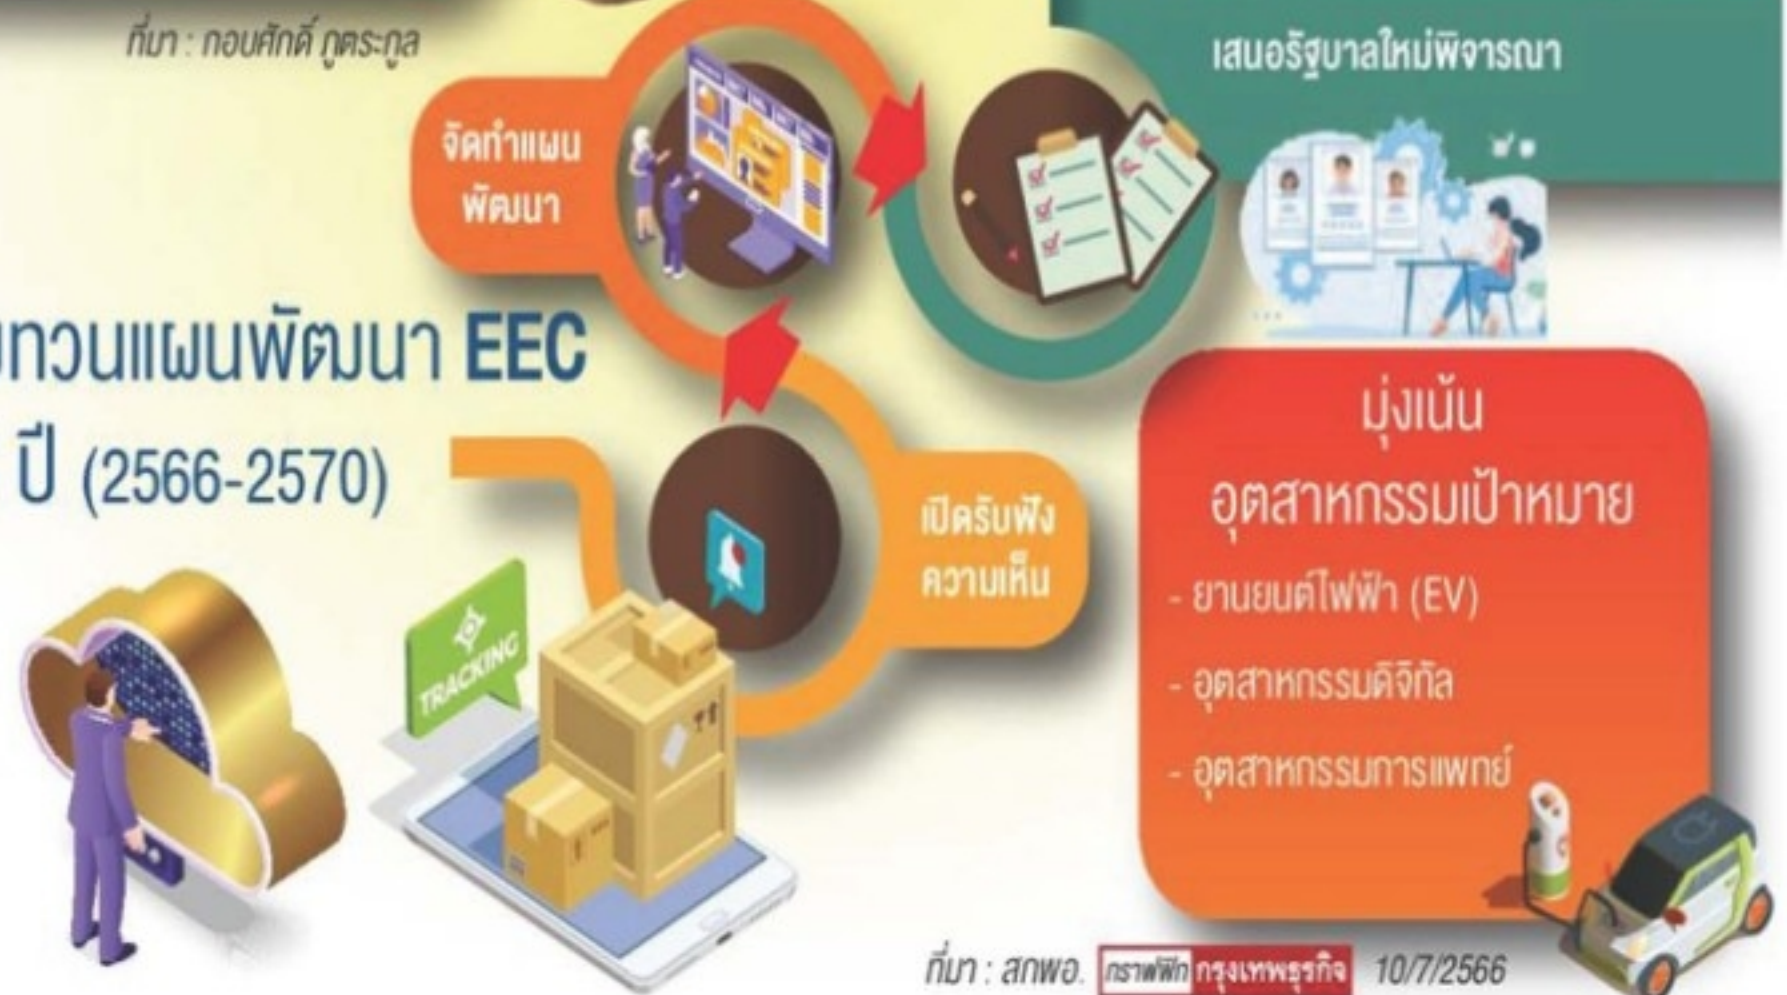 ที่มา : กอบศักดิ์ ภูตระกูล
เสนอรัฐบาลใหม่พิจารณา
จัดทำแผน
พัฒนา
ทวนแผนพัฒนา EEC
ปี (2566-2570)
เปิดรับฟัง
ความเห็น
TRACKING
มุ่งเน้น
อุตสาหกรรมเป้าหมาย
- ยานยนต์ไฟฟ้า (EV)
- อุตสาหกรรมดิจิทัล
- อุตสาหกรรมการแพทย์
ที่มา : สกพอ. กราฟฟิก กรุงเทพธุรกิจ 10/7/2566